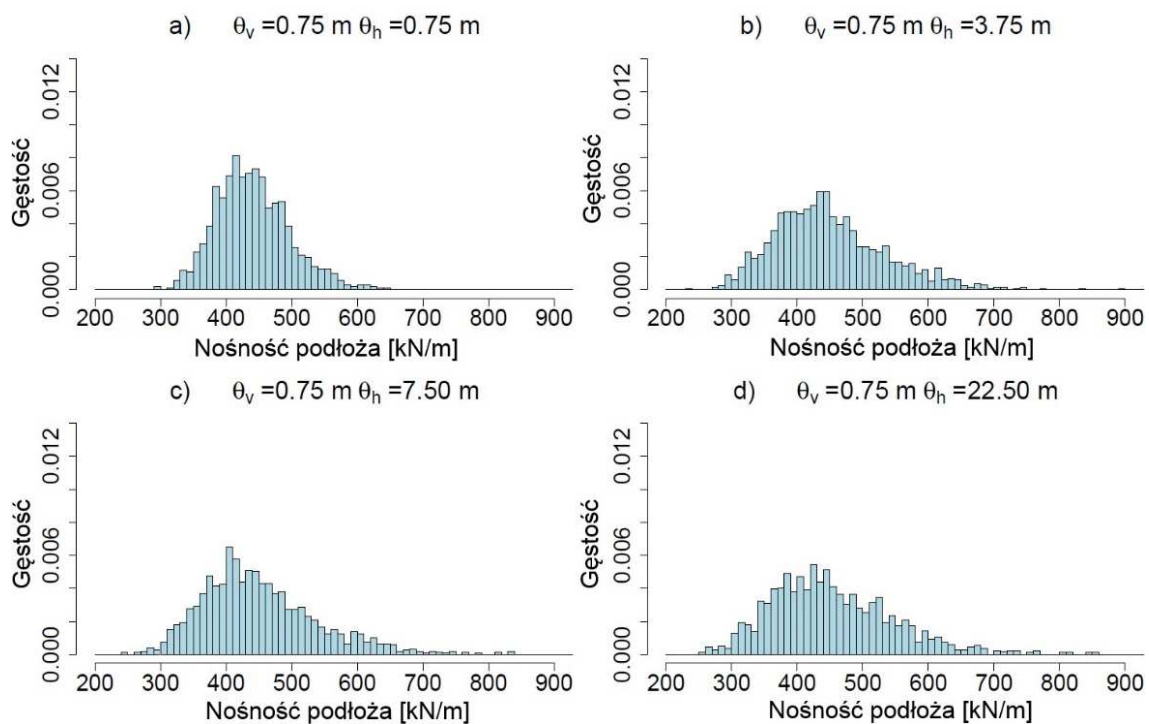 a) θv =0.75 m θh =0.75 m
Gęstość
0.012
0.006
0.000
200 300 400 500 600 700 800 900
Nośność podłoża [kN/m]
b) θv =0.75 m θh =3.75 m
Gęstość
0.012
0.006
0.000
200 300 400 500 600 700 800 900
Nośność podłoża [kN/m]
c) θv =0.75 m θh =7.50 m
Gęstość
0.012
0.006
0.000
200 300 400 500 600 700 800 900
Nośność podłoża [kN/m]
d) θv =0.75 m θh =22.50 m
Gęstość
0.012
0.006
0.000
200 300 400 500 600 700 800 900
Nośność podłoża [kN/m]